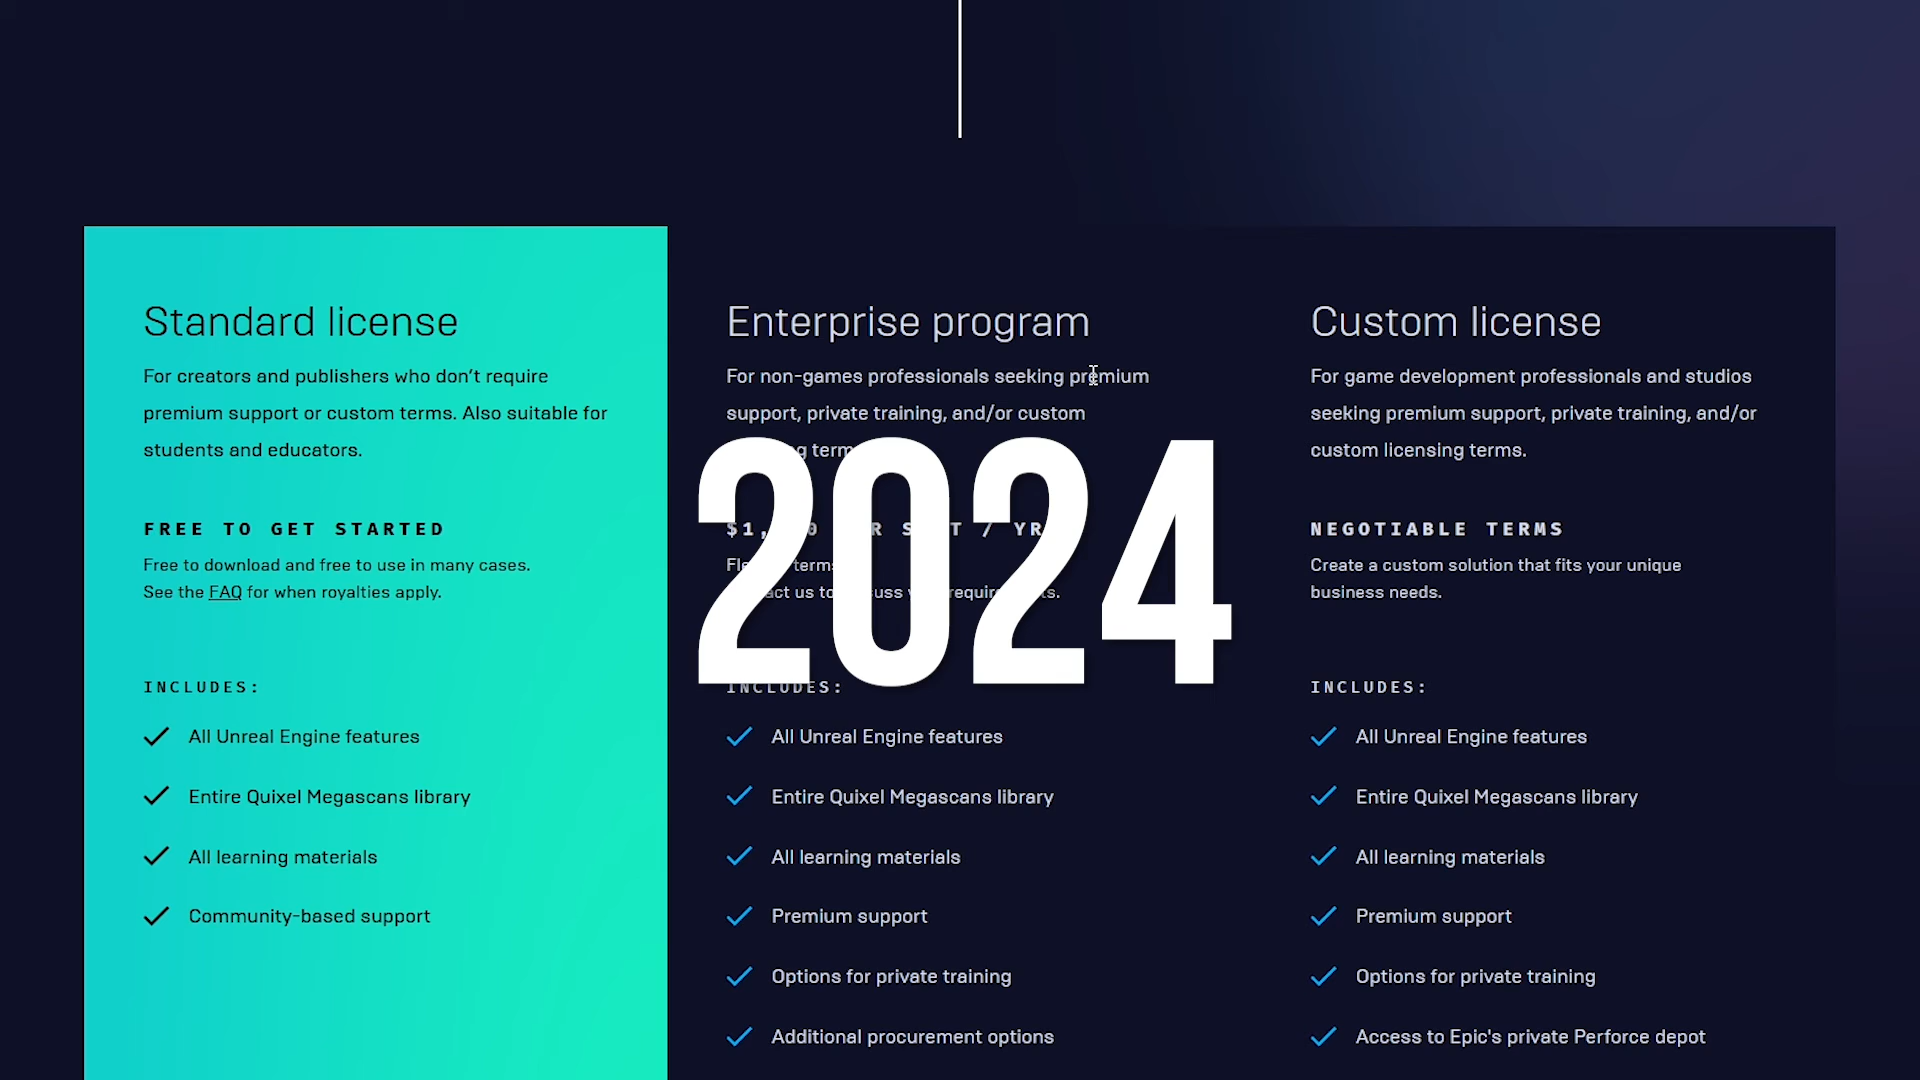 Standard license
For creators and publishers who don’t require
premium support or custom terms. Also suitable for
students and educators.
FREE TO GET STARTED
Free to download and free to use in many cases.
See the FAQ for when royalties apply.
INCLUDES:
All Unreal Engine features
Entire Quixel Megascans library
All learning materials
Community-based support
Enterprise program
For non-games professionals seeking premium
support, private training, and/or custom
2024
/ YR
INCLUDES:
All Unreal Engine features
Entire Quixel Megascans library
All learning materials
Premium support
Options for private training
Additional procurement options
Custom license
For game development professionals and studios
seeking premium support, private training, and/or
custom licensing terms.
NEGOTIABLE TERMS
Create a custom solution that fits your unique
business needs.
INCLUDES:
All Unreal Engine features
Entire Quixel Megascans library
All learning materials
Premium support
Options for private training
Access to Epic's private Perforce depot